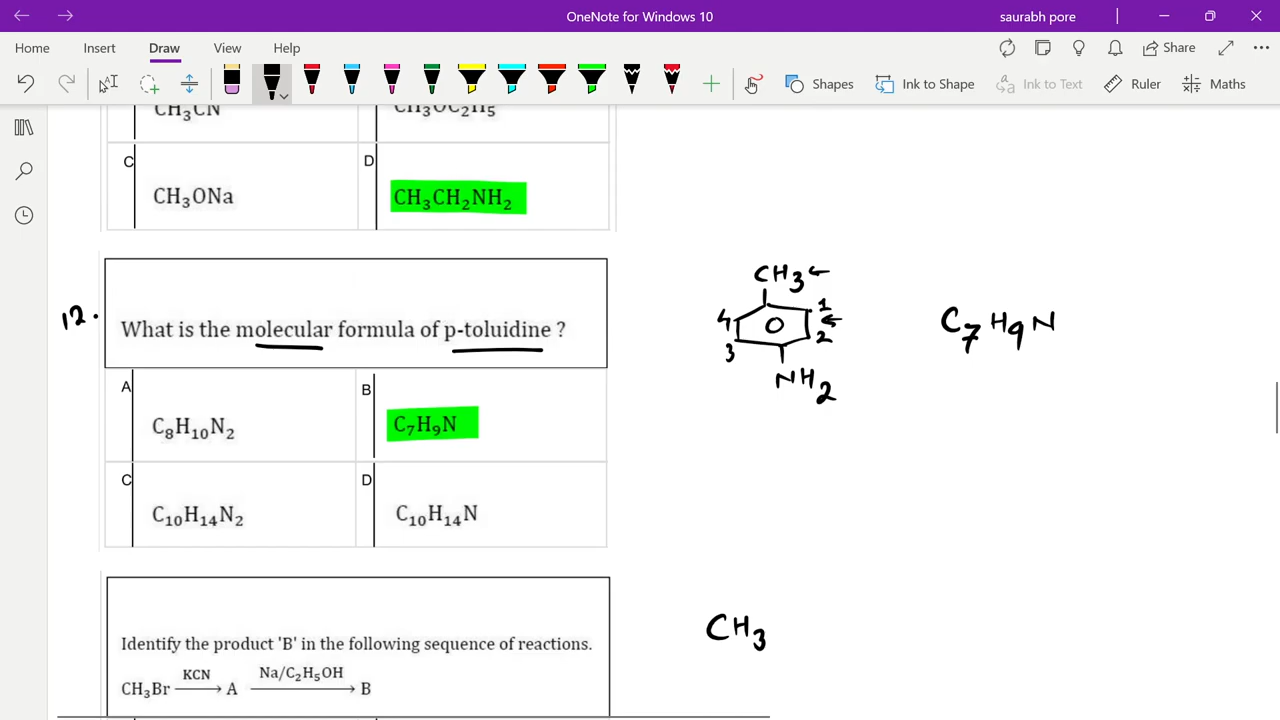 OneNote for Windows 10
saurabh pore
Home Insert Draw View Help
Share
Shapes Ink to Shape Ink to Text Ruler Maths
CH₃CN
CH₃OC₂H₅
C
CH₃ONa
D
CH₃CH₂NH₂
12.
What is the molecular formula of p-toluidine ?
A
C₈H₁₀N₂
B
C₇H₉N
C
C₁₀H₁₄N₂
D
C₁₀H₁₄N
CH3
4 1
3 2
NH2
C7H9N
Identify the product 'B' in the following sequence of reactions.
KCN Na/C₂H₅OH
CH₃Br ⟶ A ⟶ B
CH3